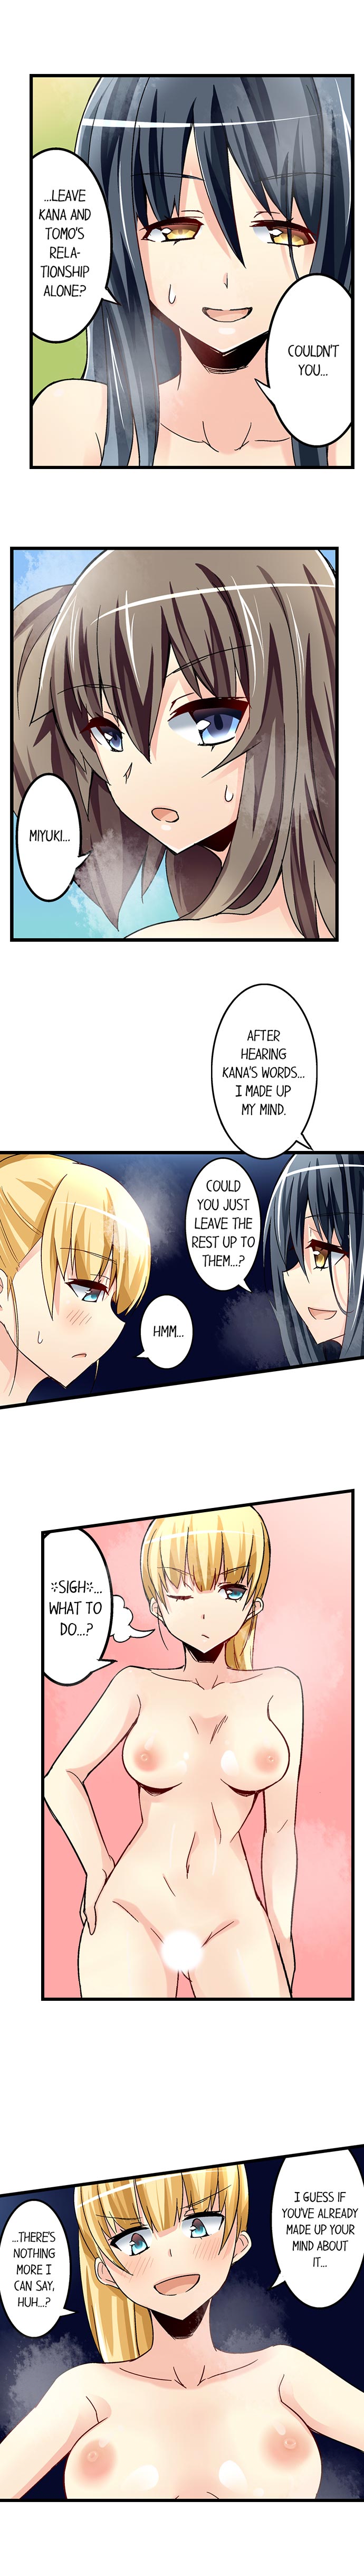 COULDN'T
YOU...
...LEAVE
KANA AND
TOMO'S
RELA-
TIONSHIP
ALONE?
MIYUKI...
AFTER
HEARING
KANA'S WORDS...
I MADE UP
MY MIND.
COULD
YOU JUST
LEAVE THE
REST UP TO
THEM...?
HMM...
※SIGH※...
WHAT TO
DO...?
I GUESS IF
YOU'VE ALREADY
MADE UP YOUR
MIND ABOUT
IT...
...THERE'S
NOTHING
MORE I
CAN SAY,
HUH...?